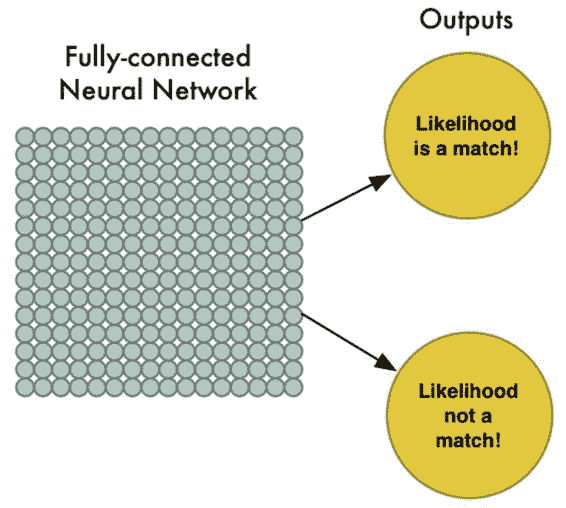 Outputs
Fully-connected
Neural Network
Likelihood
is a match!
Likelihood
not a
match!